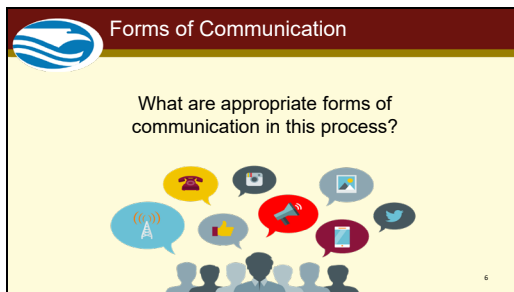 Forms of Communication
What are appropriate forms of
communication in this process?
6